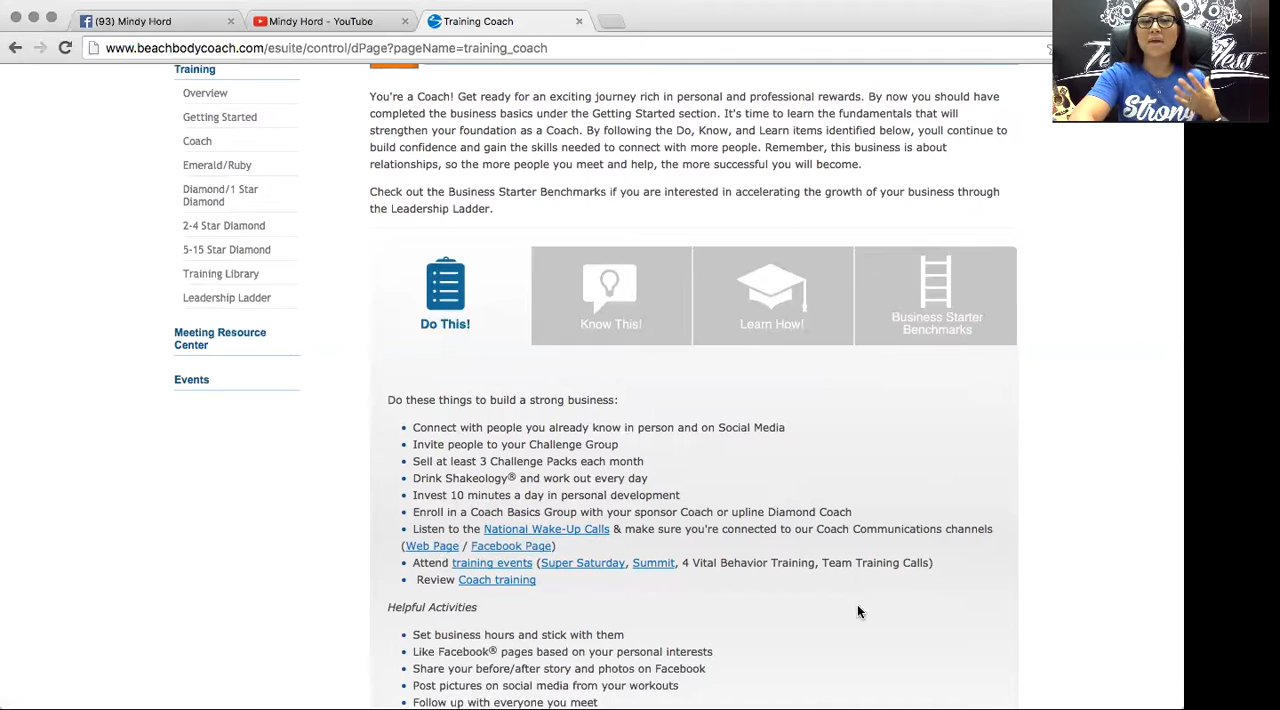 (93) Mindy Hord
Mindy Hord - YouTube
Training Coach
www.beachbodycoach.com/esuite/control/dPage?pageName=training_coach
Training
Overview
Getting Started
Coach
Emerald/Ruby
Diamond/1 Star
Diamond
2-4 Star Diamond
5-15 Star Diamond
Training Library
Leadership Ladder
Meeting Resource
Center
Events
You're a Coach! Get ready for an exciting journey rich in personal and professional rewards. By now you should have
completed the business basics under the Getting Started section. It's time to learn the fundamentals that will
strengthen your foundation as a Coach. By following the Do, Know, and Learn items identified below, youll continue to
build confidence and gain the skills needed to connect with more people. Remember, this business is about
relationships, so the more people you meet and help, the more successful you will become.
Check out the Business Starter Benchmarks if you are interested in accelerating the growth of your business through
the Leadership Ladder.
Do This!
Know This!
Learn How!
Business Starter
Benchmarks
Do these things to build a strong business:
• Connect with people you already know in person and on Social Media
• Invite people to your Challenge Group
• Sell at least 3 Challenge Packs each month
• Drink Shakeology® and work out every day
• Invest 10 minutes a day in personal development
• Enroll in a Coach Basics Group with your sponsor Coach or upline Diamond Coach
• Listen to the National Wake-Up Calls & make sure you're connected to our Coach Communications channels
(Web Page / Facebook Page)
• Attend training events (Super Saturday, Summit, 4 Vital Behavior Training, Team Training Calls)
• Review Coach training
Helpful Activities
• Set business hours and stick with them
• Like Facebook® pages based on your personal interests
• Share your before/after story and photos on Facebook
• Post pictures on social media from your workouts
• Follow up with everyone you meet
Strong